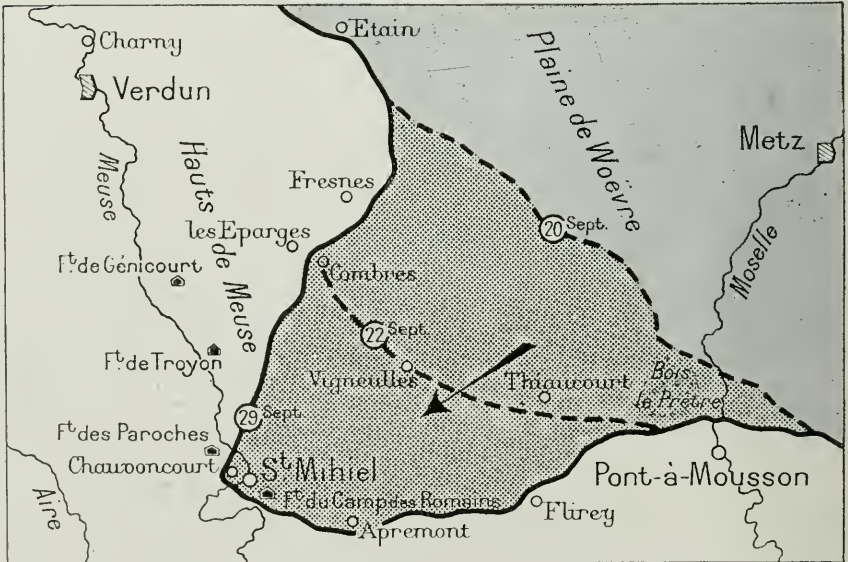 Etain
Charny
Verdun
Plaine de Woëvre
Metz
Meuse
Hauts de Meuse
Fresnes
les Eparges
20 Sept.
Moselle
Ft. de Génicourt
Combres
22 Sept.
Ft. de Troyon
Vigneulles
Thiaucourt
Bois
le Prêtre
29 Sept.
Ft des Paroches
Chauvoncourt
St Mihiel
Pont-à-Mousson
Ft du Camp des Romains
Flirey
Aire
Apremont